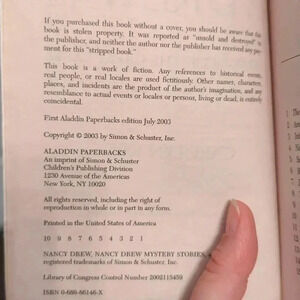 If you purchased this book without a cover, you should be aware that this
book is stolen property. It was reported as "unsold and destroyed" to
the publisher, and neither the author nor the publisher has received any pay-
ment for this "stripped book."
This book is a work of fiction. Any references to historical events,
real people, or real locales are used fictitiously. Other names, characters,
places, and incidents are the product of the author's imagination, and any
resemblance to actual events or locales or persons, living or dead, is entirely
coincidental.
First Aladdin Paperbacks edition July 2003
Copyright © 2003 by Simon & Schuster, Inc.
ALADDIN PAPERBACKS
An imprint of Simon & Schuster
Children's Publishing Division
1230 Avenue of the Americas
New York, NY 10020
All rights reserved, including the right of
reproduction in whole or in part in any form.
Printed in the United States of America
10 9 8 7 6 5 4 3 2 1
NANCY DREW, NANCY DREW MYSTERY STORIES,
registered trademarks of Simon & Schuster, Inc.
Library of Congress Control Number 2002115459
ISBN 0-689-86146-X